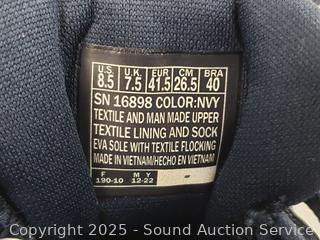 U.S U.K EUR CM BRA
8.5 7.5 41.5 26.5 40
SN 16898 COLOR:NVY
TEXTILE AND MAN MADE UPPER
TEXTILE LINING AND SOCK
EVA SOLE WITH TEXTILE FLOCKING
MADE IN VIETNAM/HECHO EN VIETNAM
F M Y
190-10 12-22 -
Copyright 2025 - Sound Auction Service